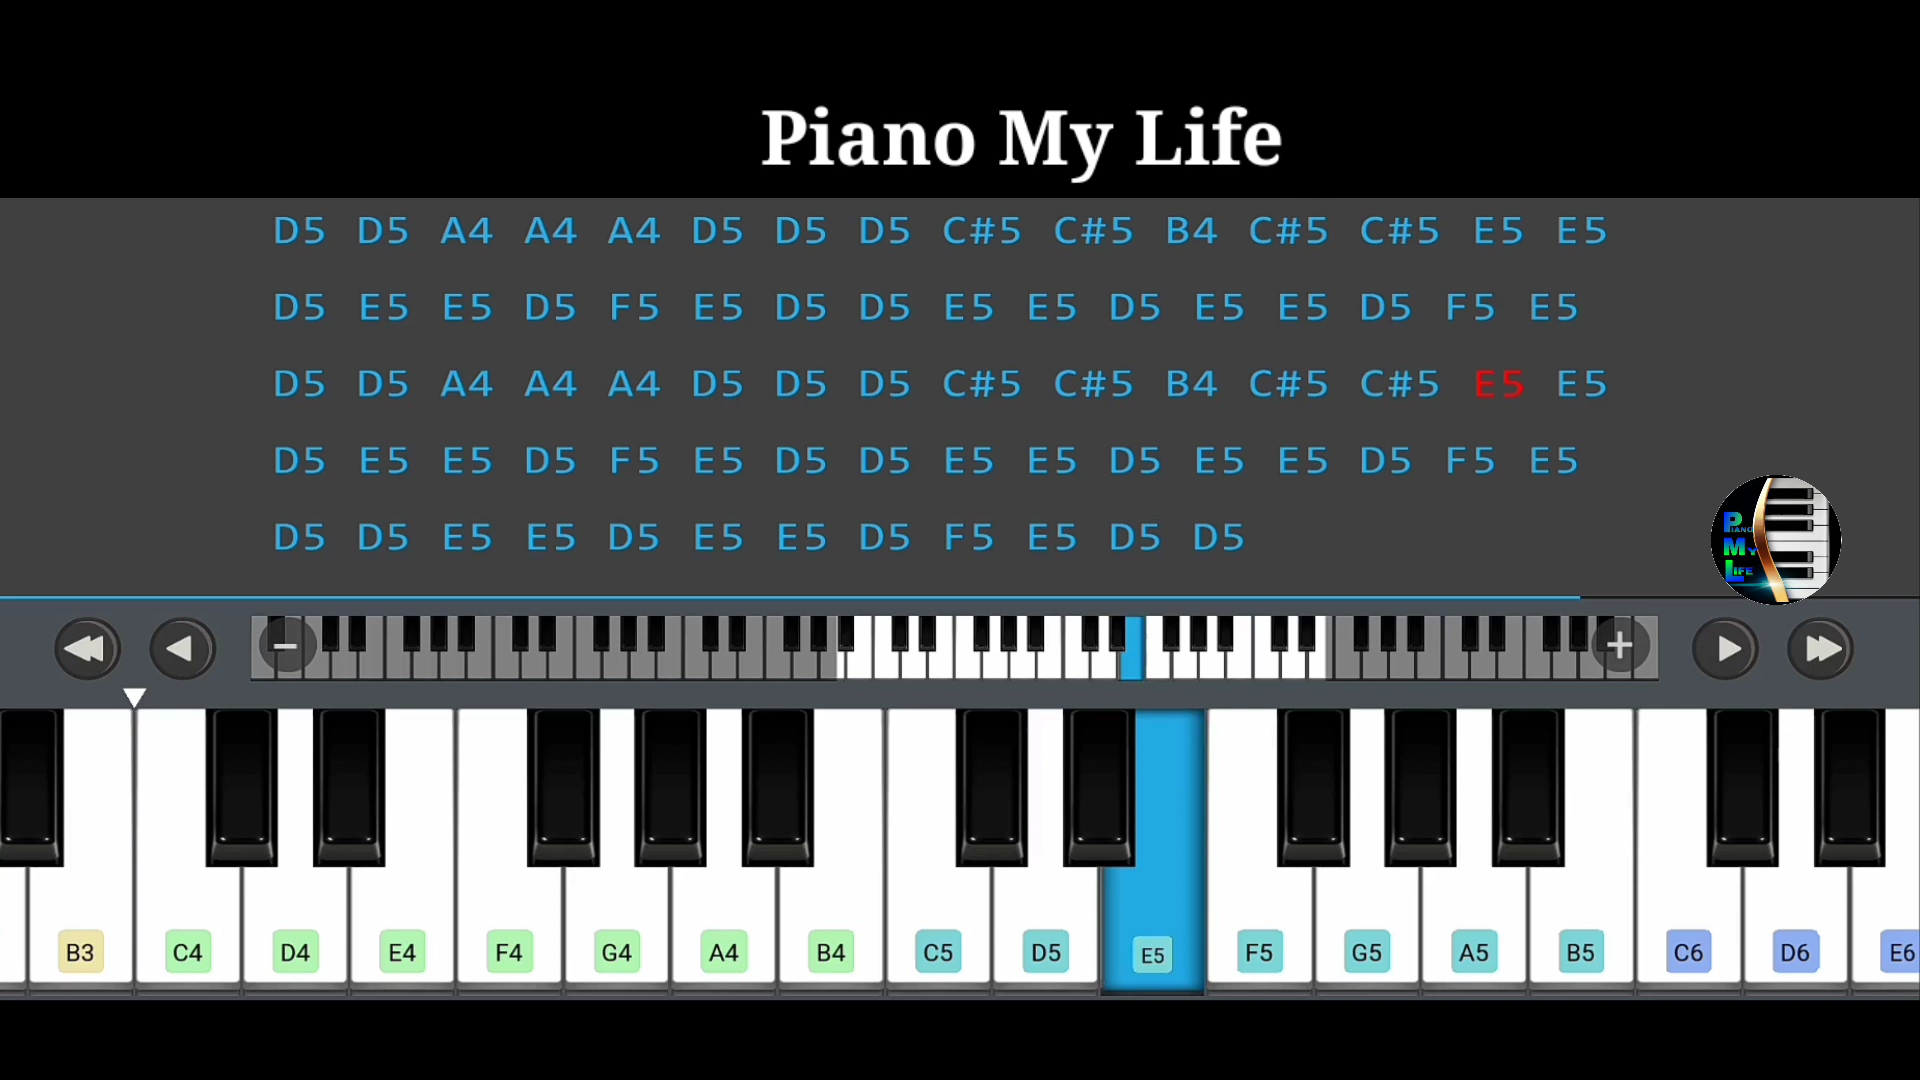 Piano My Life
D5 D5 A4 A4 A4 D5 D5 D5 C#5 C#5 B4 C#5 C#5 E5 E5
D5 E5 E5 D5 F5 E5 D5 D5 E5 E5 D5 E5 E5 D5 F5 E5
D5 D5 A4 A4 A4 D5 D5 D5 C#5 C#5 B4 C#5 C#5 E5 E5
D5 E5 E5 D5 F5 E5 D5 D5 E5 E5 D5 E5 E5 D5 F5 E5
D5 D5 E5 E5 D5 E5 E5 D5 F5 E5 D5 D5
PIANO
MY
LIFE
B3 C4 D4 E4 F4 G4 A4 B4 C5 D5 E5 F5 G5 A5 B5 C6 D6 E6